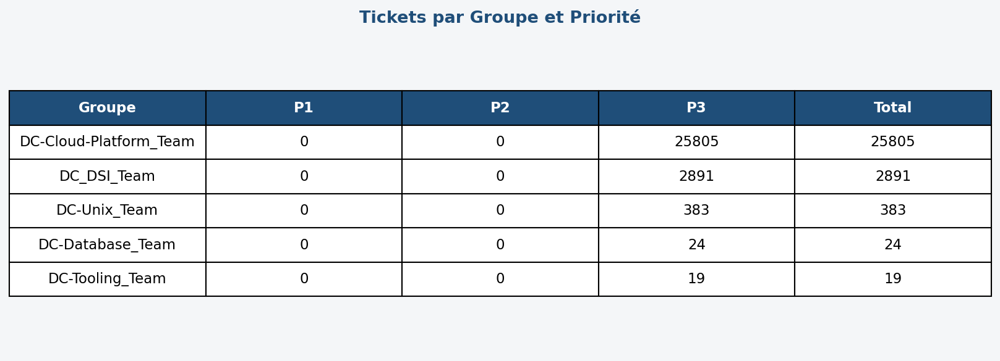 Tickets par Groupe et Priorité
Groupe P1 P2 P3 Total
DC-Cloud-Platform_Team 0 0 25805 25805
DC_DSI_Team 0 0 2891 2891
DC-Unix_Team 0 0 383 383
DC-Database_Team 0 0 24 24
DC-Tooling_Team 0 0 19 19